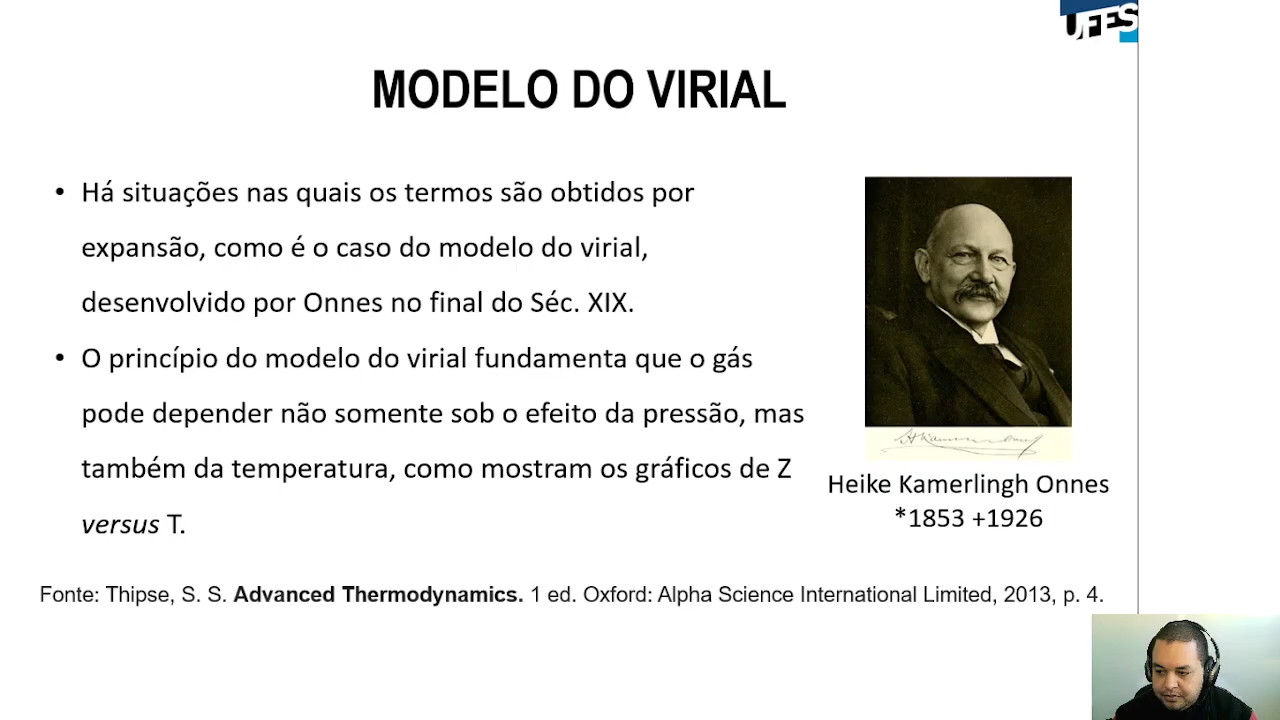 UFES
MODELO DO VIRIAL
• Há situações nas quais os termos são obtidos por
expansão, como é o caso do modelo do virial,
desenvolvido por Onnes no final do Séc. XIX.
• O princípio do modelo do virial fundamenta que o gás
pode depender não somente sob o efeito da pressão, mas
também da temperatura, como mostram os gráficos de Z
versus T.
Heike Kamerlingh Onnes
*1853 +1926
Fonte: Thipse, S. S. Advanced Thermodynamics. 1 ed. Oxford: Alpha Science International Limited, 2013, p. 4.